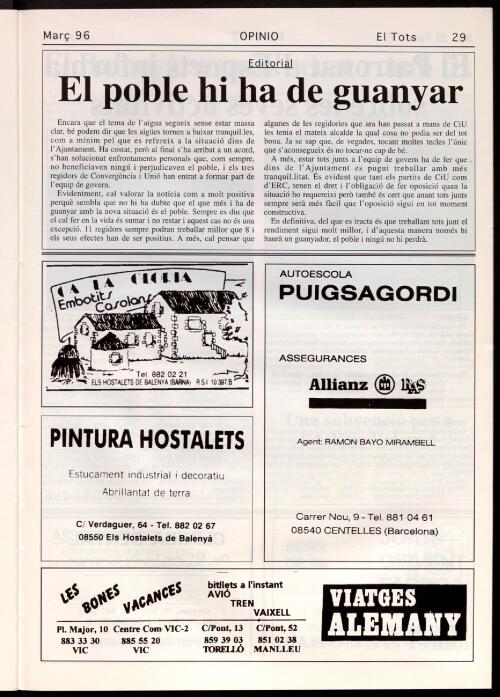 Març 96 OPINIO El Tots 29
Editorial
El poble hi ha de guanyar
Encara que el tema de l'aigua segueix sense estar massa
clar, bé podem dir que les aigües tornen a baixar tranquil.les,
com a mínim pel que es refereix a la situació dins de
l'Ajuntament. Ha costat, però al final s'ha arribat a un acord,
s'han solucionat enfrontaments personals que, com sempre,
no beneficiaven ningú i perjudicaven el poble, i els tres
regidors de Convergència i Unió han entrat a formar part de
l'equip de govern.
Evidentment, cal valorar la notícia com a molt positiva
perquè sembla que no hi ha dubte que el que més i ha de
guanyar amb la nova situació és el poble. Sempre es diu que
el cal fer en la vida és sumar i no restar i aquest cas no és una
excepció. 11 regidors sempre podran treballar millor que 8 i
els seus efectes han de ser positius. A més, cal pensar que
algunes de les regidories que ara han passat a mans de CiU
les tenia el mateix alcalde la qual cosa no podia ser del tot
bona. Ja se sap que, de vegades, tocant moltes tecles l'únic
que s'aconsegueix és no tocar-ne cap de bé.
A més, estar tots junts a l'equip de govern ha de fer que
dins de l'Ajuntament es pugui treballar amb més
tranquil.litat. És evident que tant els partits de CiU com
d'ERC, tenen el dret i l'obligació de fer oposició quan la
situació ho requereixi però també és cert que anant tots junts
sempre serà més fàcil que l'oposició sigui en tot moment
constructiva.
En definitiva, del que es tracta és que treballant tots junt el
rendiment sigui molt millor, i d'aquesta manera només hi
haurà un guanyador, el poble i ningú no hi perdrà.
CA LA GLORIA
Embotits
Casolans
Tel. 882 02 21
ELS HOSTALETS DE BALENYA (BARNA) R.S.I. 10.397.B
AUTOESCOLA
PUIGSAGORDI
ASSEGURANCES
Allianz RAS
Agent: RAMON BAYO MIRAMBELL
Carrer Nou, 9 - Tel. 881 04 61
08540 CENTELLES (Barcelona)
PINTURA HOSTALETS
Estucament industrial i decoratiu
Abrillantat de terra
C/ Verdaguer, 64 - Tel. 882 02 67
08550 Els Hostalets de Balenyá
LES BONES VACANCES
bitllets a l'instant
AVIÓ
TREN
VAIXELL
Pl. Major, 10 Centre Com VIC-2 C/Pont, 13 C/Pont, 52
883 33 30 885 55 20 859 39 03 851 02 38
VIC VIC TORELLÓ MANLLEU
VIATGES
ALEMANY